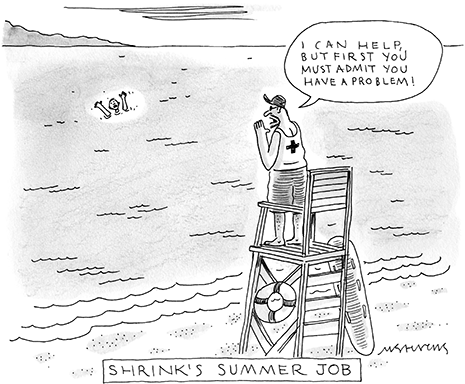 I CAN HELP,
BUT FIRST YOU
MUST ADMIT YOU
HAVE A PROBLEM!
SHRINK'S SUMMER JOB